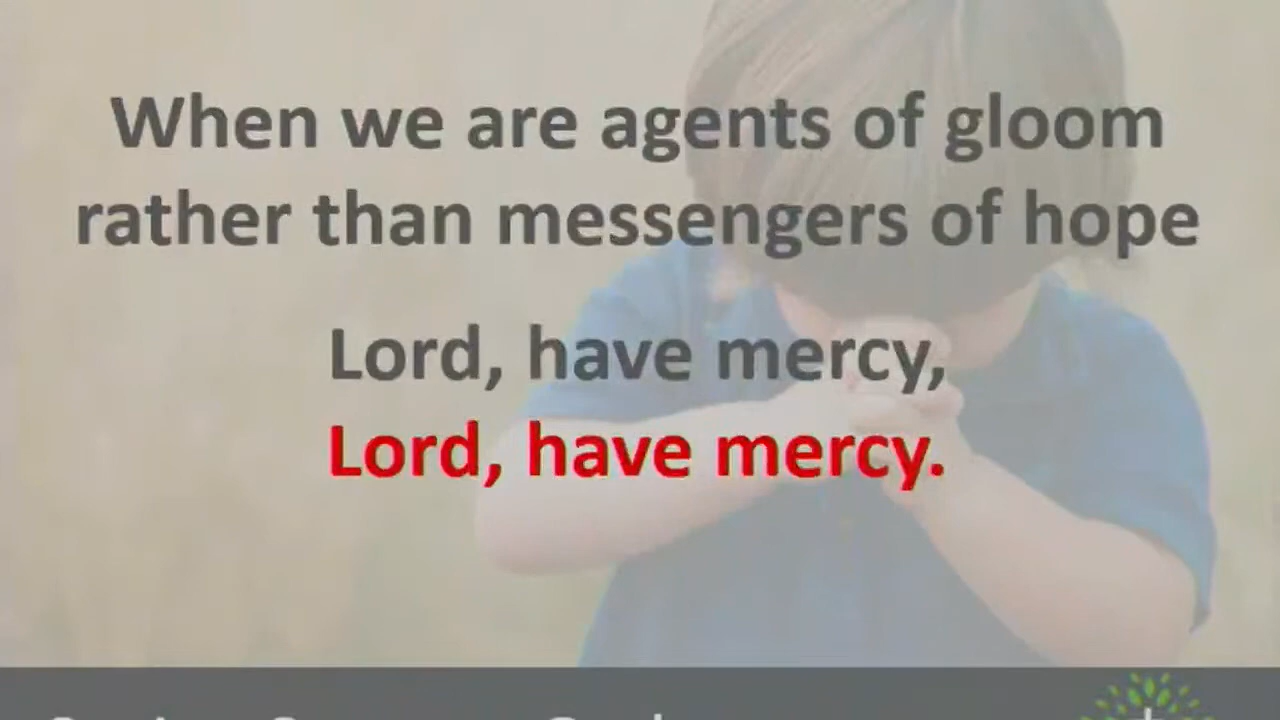 When we are agents of gloom
rather than messengers of hope
Lord, have mercy,
Lord, have mercy.